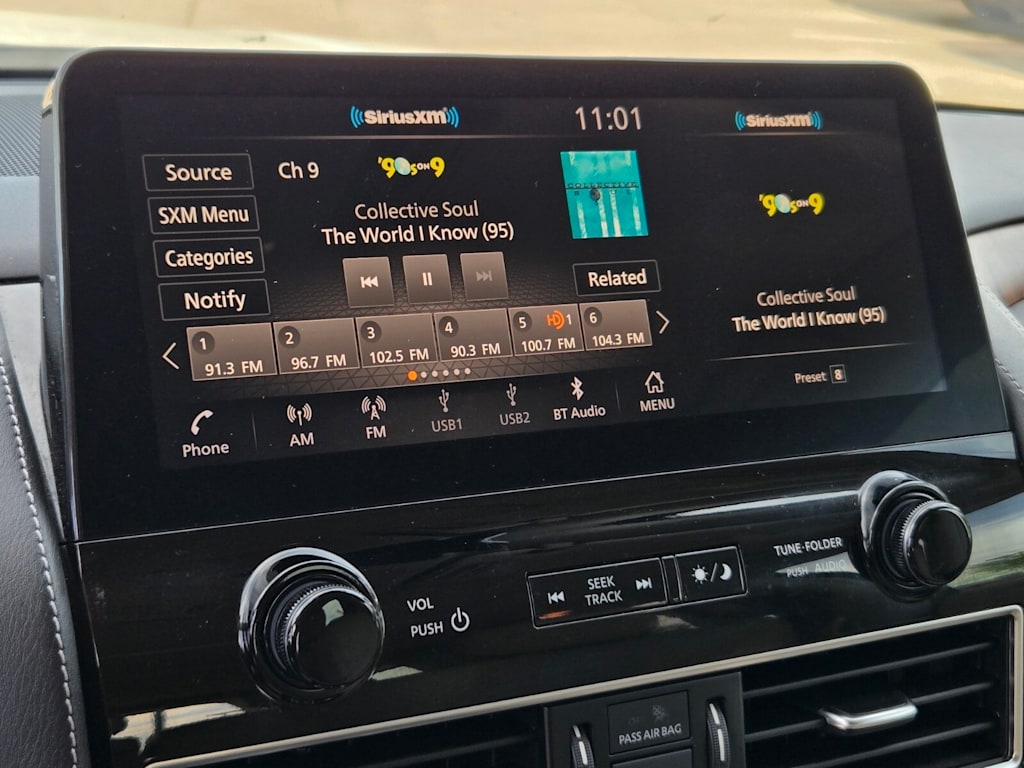 SiriusXM
11:01
SiriusXM
Source
Ch 9
'90s ON 9
COLLECTIVE
SXM Menu
Collective Soul
The World I Know (95)
'90s ON 9
Categories
Notify
Related
Collective Soul
The World I Know (95)
1
91.3 FM
2
96.7 FM
3
102.5 FM
4
90.3 FM
5 HD 1
100.7 FM
6
104.3 FM
Preset 8
Phone
AM
FM
USB1
USB2
BT Audio
MENU
VOL
PUSH
SEEK
TRACK
TUNE·FOLDER
PUSH AUDIO
PASS AIR BAG